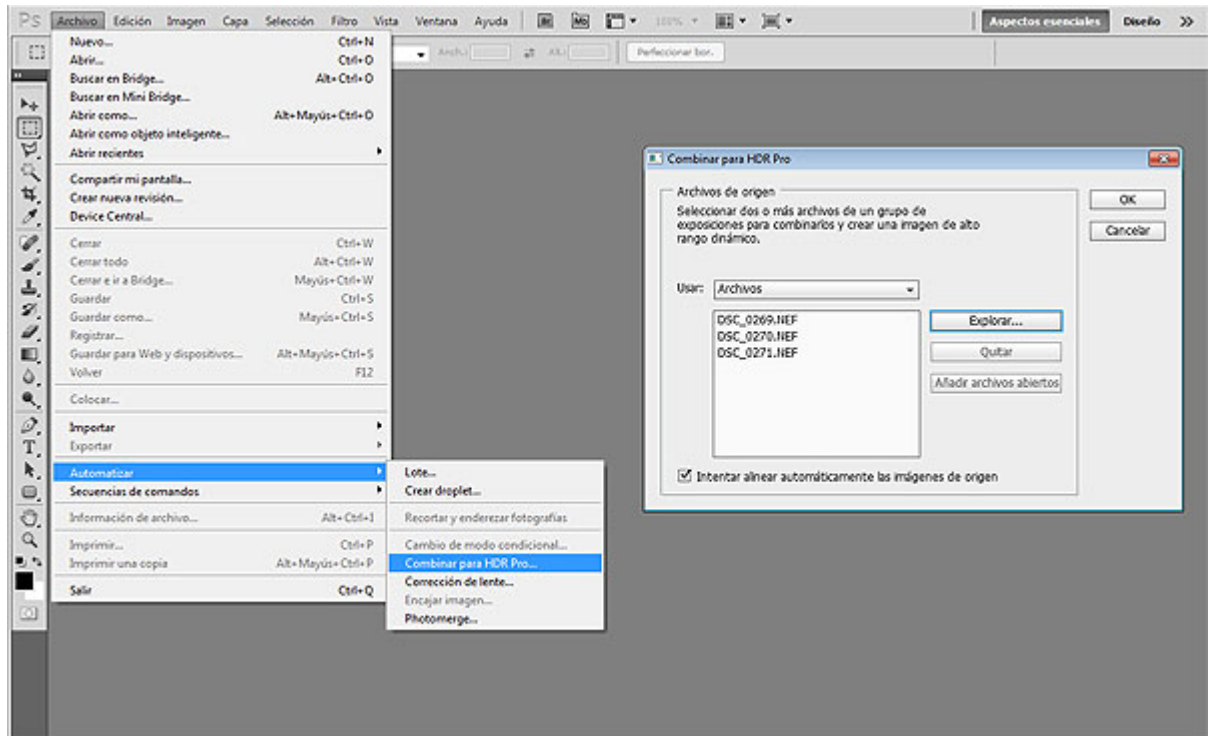 Ps Archivo Edición Imagen Capa Selección Filtro Vista Ventana Ayuda Br Mb 100% Aspectos esenciales Diseño >>
Perfeccionar bor.
Nuevo... Ctrl+N
Abrir... Ctrl+O
Buscar en Bridge... Alt+Ctrl+O
Buscar en Mini Bridge...
Abrir como... Alt+Mayús+Ctrl+O
Abrir como objeto inteligente...
Abrir recientes
Compartir mi pantalla...
Crear nueva revisión...
Device Central...
Cerrar Ctrl+W
Cerrar todo Alt+Ctrl+W
Cerrar e ir a Bridge... Mayús+Ctrl+W
Guardar Ctrl+S
Guardar como... Mayús+Ctrl+S
Registrar...
Guardar para Web y dispositivos... Alt+Mayús+Ctrl+S
Volver F12
Colocar...
Importar
Exportar
Automatizar
Secuencias de comandos
Información de archivo... Alt+Ctrl+I
Imprimir... Ctrl+P
Imprimir una copia Alt+Mayús+Ctrl+P
Salir Ctrl+Q
Lote...
Crear droplet...
Recortar y enderezar fotografías
Cambio de modo condicional...
Combinar para HDR Pro...
Corrección de lente...
Encajar imagen...
Photomerge...
Combinar para HDR Pro
Archivos de origen
Seleccionar dos o más archivos de un grupo de
exposiciones para combinarlos y crear una imagen de alto
rango dinámico.
OK
Cancelar
Usar: Archivos
DSC_0269.NEF
DSC_0270.NEF
DSC_0271.NEF
Explorar...
Quitar
Añadir archivos abiertos
Intentar alinear automáticamente las imágenes de origen